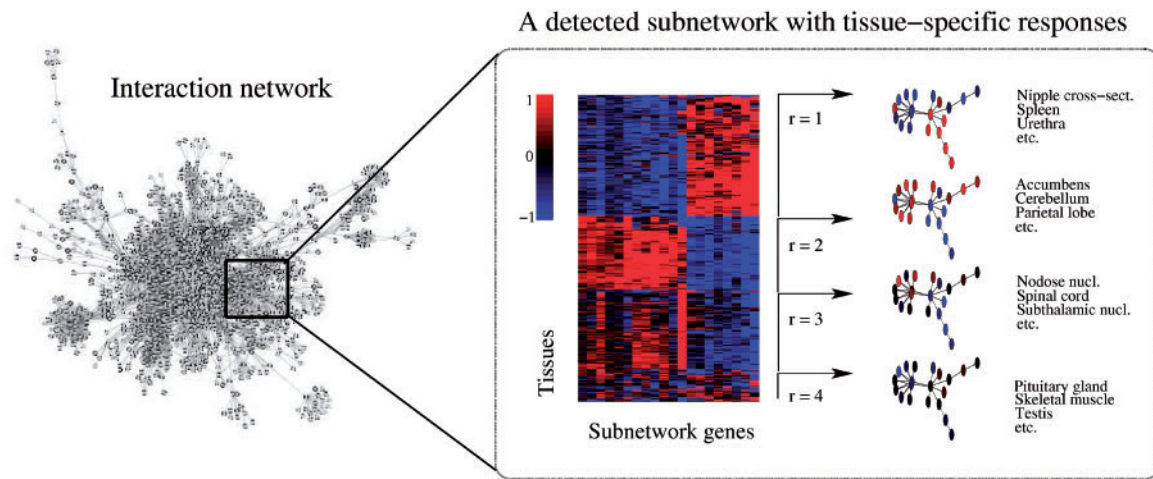 A detected subnetwork with tissue−specific responses
Interaction network
1
0
−1
Tissues
Subnetwork genes
r = 1
Nipple cross−sect.
Spleen
Urethra
etc.
r = 2
Accumbens
Cerebellum
Parietal lobe
etc.
r = 3
Nodose nucl.
Spinal cord
Subthalamic nucl.
etc.
r = 4
Pituitary gland
Skeletal muscle
Testis
etc.